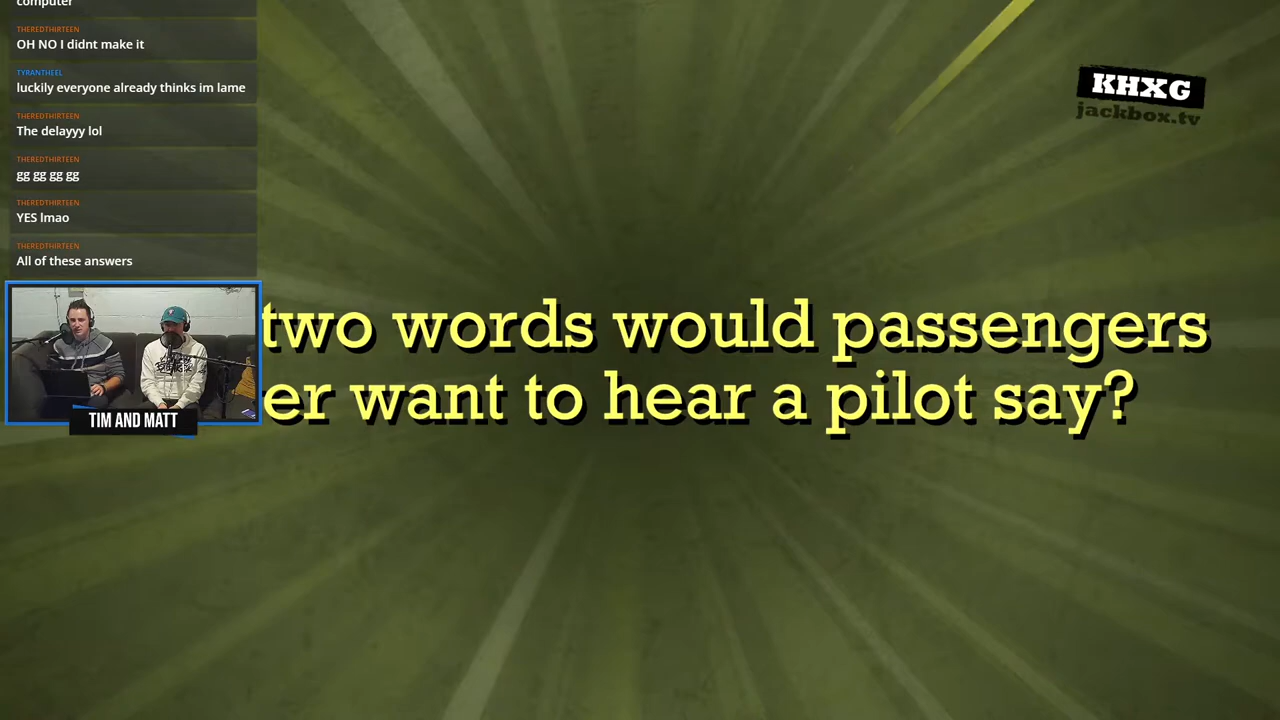 computer
THEREDTHIRTEEN
OH NO I didnt make it
TYRANTHEEL
luckily everyone already thinks im lame
THEREDTHIRTEEN
The delayyy lol
THEREDTHIRTEEN
gg gg gg gg
THEREDTHIRTEEN
YES lmao
THEREDTHIRTEEN
All of these answers
TIM AND MATT
KHXG
jackbox.tv
two words would passengers
er want to hear a pilot say?